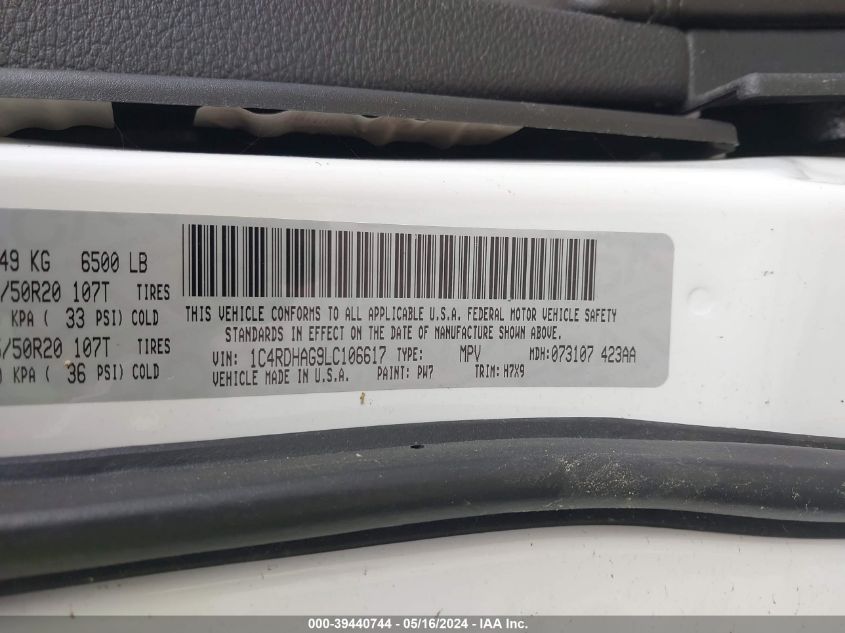 49 KG 6500 LB
/50R20 107T TIRES
KPA ( 33 PSI) COLD
/50R20 107T TIRES
KPA ( 36 PSI) COLD
THIS VEHICLE CONFORMS TO ALL APPLICABLE U.S.A. FEDERAL MOTOR VEHICLE SAFETY
STANDARDS IN EFFECT ON THE DATE OF MANUFACTURE SHOWN ABOVE.
VIN: 1C4RDHAG9LC106617 TYPE: MPV MDH: 073107 423AA
VEHICLE MADE IN U.S.A. PAINT: PW7 TRIM: H7X9
000-39440744 - 05/16/2024 - IAA Inc.